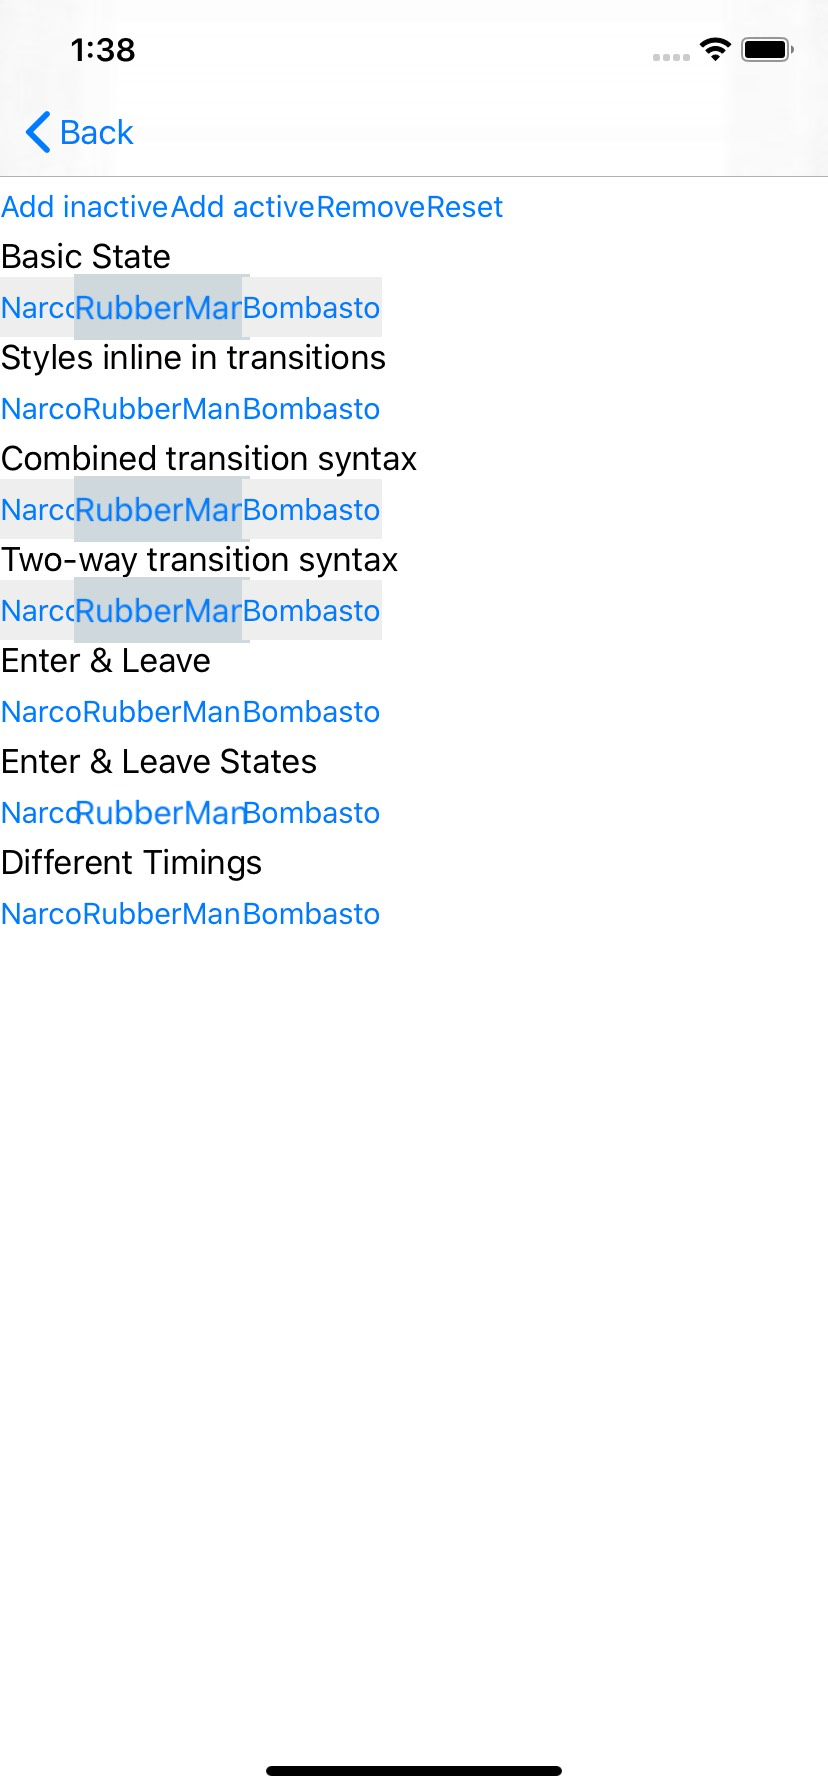 1:38
Back
Add inactiveAdd activeRemoveReset
Basic State
NarcoRubberManBombasto
Styles inline in transitions
NarcoRubberManBombasto
Combined transition syntax
NarcoRubberManBombasto
Two-way transition syntax
NarcoRubberManBombasto
Enter & Leave
NarcoRubberManBombasto
Enter & Leave States
NarcoRubberManBombasto
Different Timings
NarcoRubberManBombasto